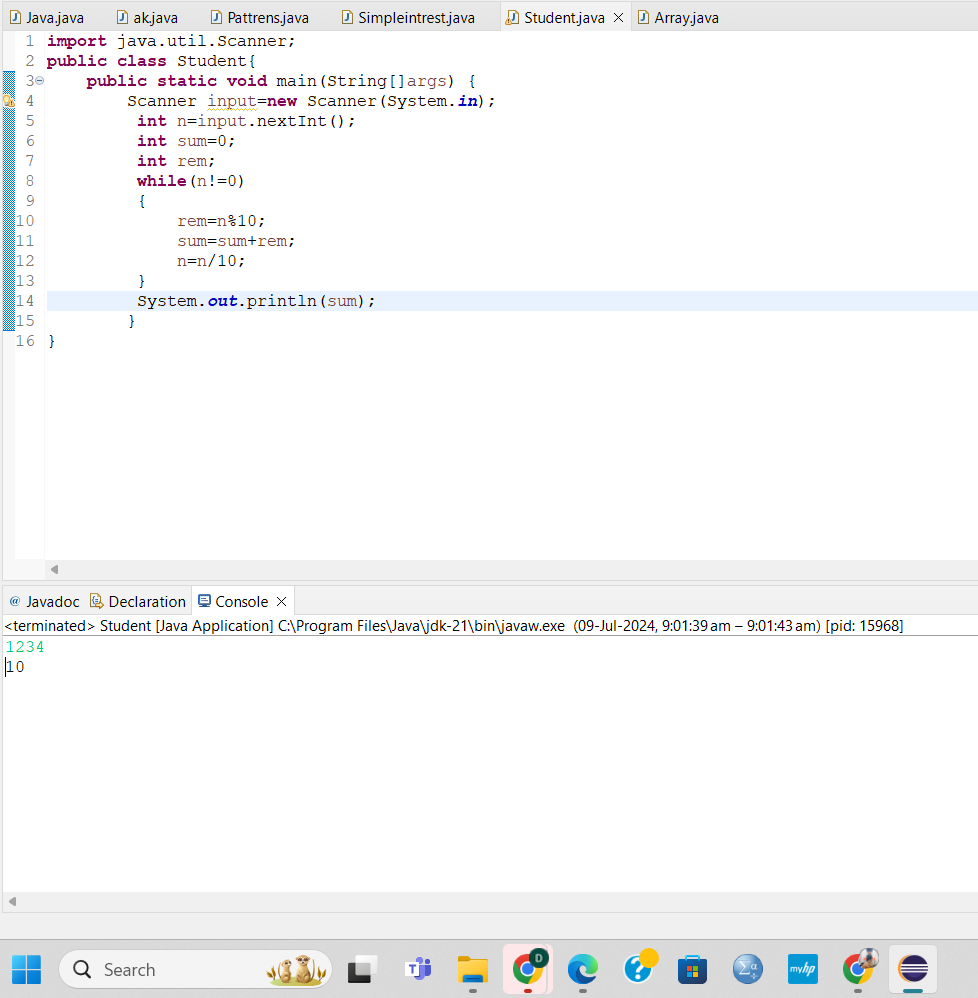 Java.java ak.java Pattrens.java Simpleintrest.java Student.java Array.java
1 import java.util.Scanner;
2 public class Student{
3 public static void main(String[]args) {
4 Scanner input=new Scanner(System.in);
5 int n=input.nextInt();
6 int sum=0;
7 int rem;
8 while(n!=0)
9 {
10 rem=n%10;
11 sum=sum+rem;
12 n=n/10;
13 }
14 System.out.println(sum);
15 }
16 }
@ Javadoc Declaration Console
<terminated> Student [Java Application] C:\Program Files\Java\jdk-21\bin\javaw.exe (09-Jul-2024, 9:01:39 am – 9:01:43 am) [pid: 15968]
1234
10
Search D myhp